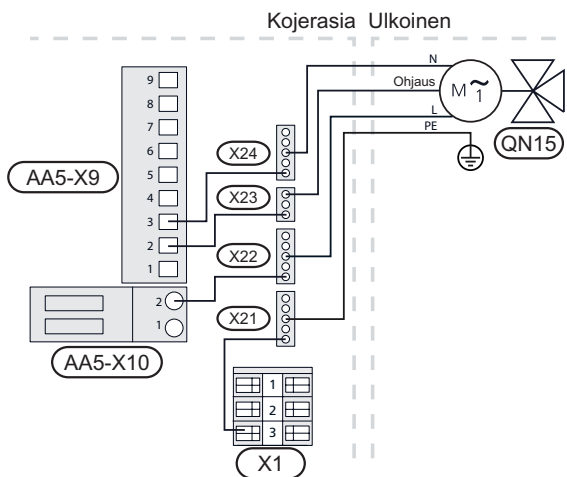 Kojerasia Ulkoinen
N
Ohjaus
L
PE
M ~ 1
QN15
9
8
7
6
5
4
3
2
1
AA5-X9
X24
X23
X22
X21
2
1
AA5-X10
1
2
3
X1